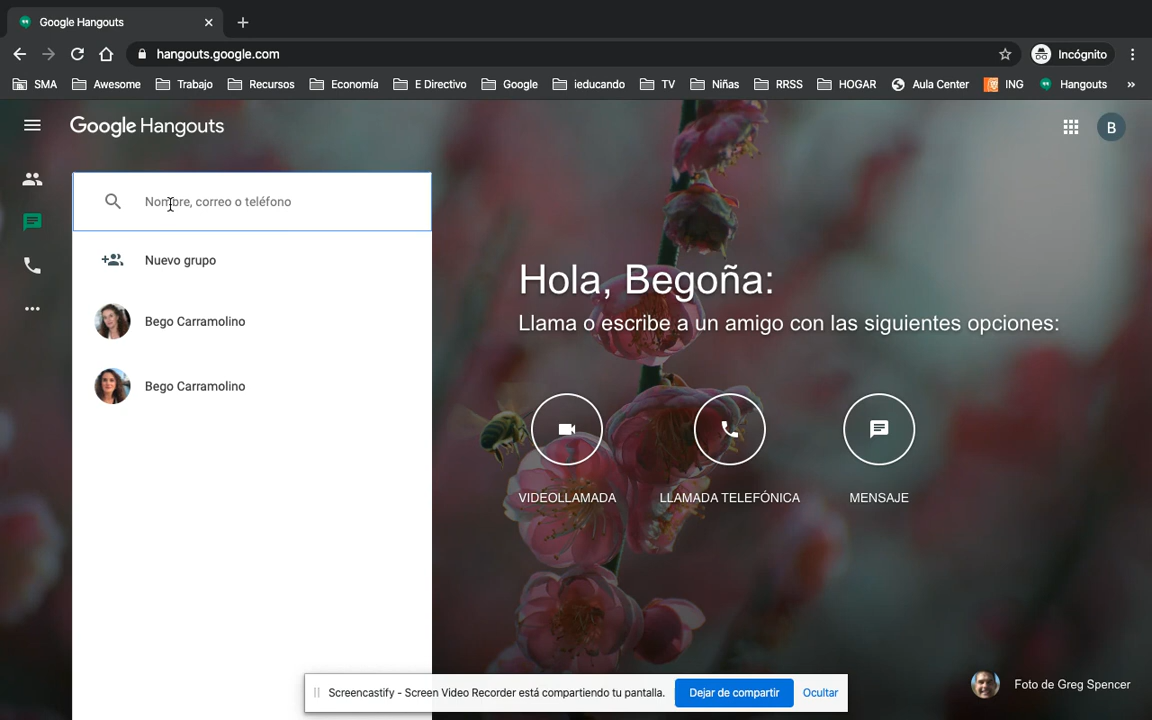 Google Hangouts
hangouts.google.com
Incógnito
SMA
Awesome
Trabajo
Recursos
Economía
E Directivo
Google
ieducando
TV
Niñas
RRSS
HOGAR
Aula Center
ING
Hangouts
»
Google Hangouts
B
Nombre, correo o teléfono
Nuevo grupo
Bego Carramolino
Bego Carramolino
Hola, Begoña:
Llama o escribe a un amigo con las siguientes opciones:
VIDEOLLAMADA
LLAMADA TELEFÓNICA
MENSAJE
Foto de Greg Spencer
Screencastify - Screen Video Recorder está compartiendo tu pantalla.
Dejar de compartir
Ocultar